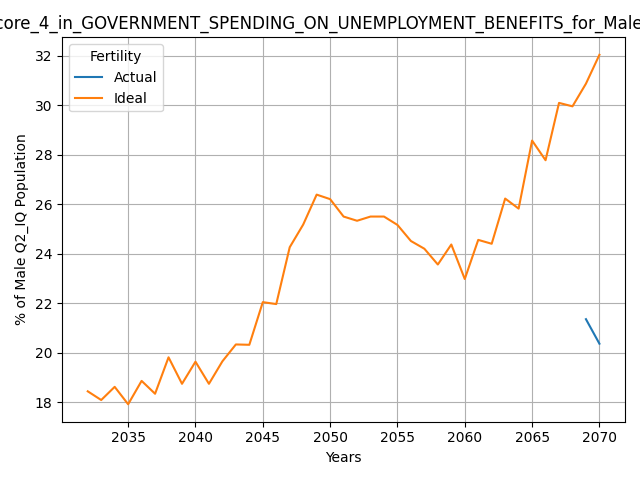 core_4_in_GOVERNMENT_SPENDING_ON_UNEMPLOYMENT_BENEFITS_for_Male
Fertility
Actual
Ideal
% of Male Q2_IQ Population
32
30
28
26
24
22
20
18
2035 2040 2045 2050 2055 2060 2065 2070
Years